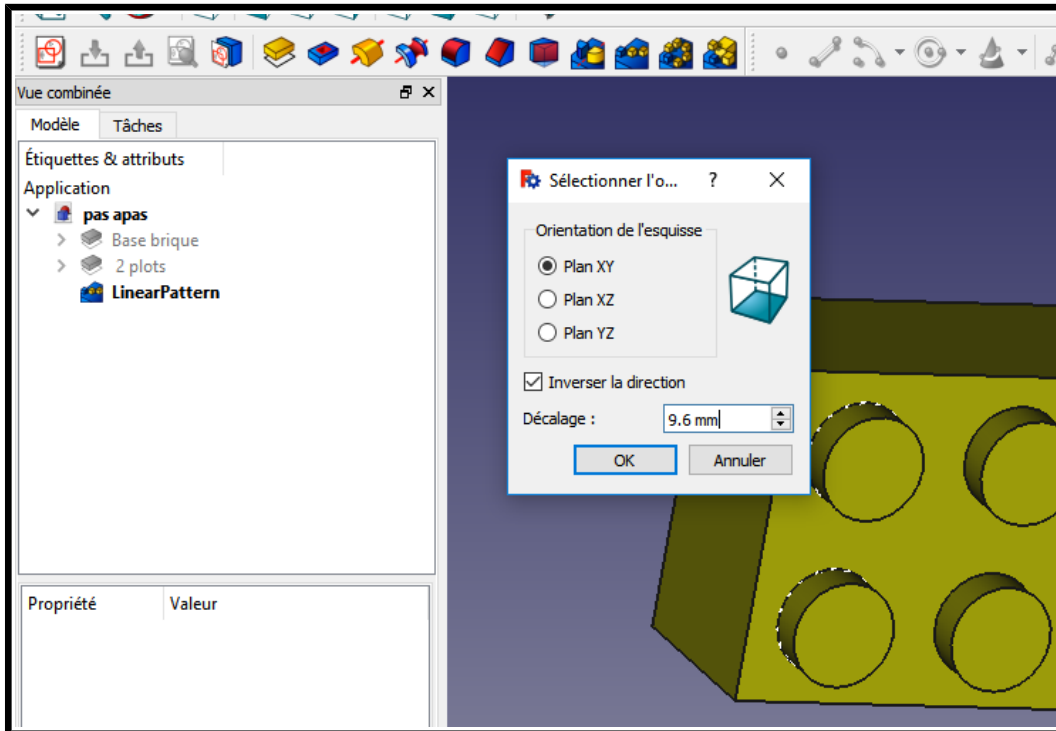 Vue combinée
Modèle Tâches
Étiquettes & attributs
Application
pas apas
Base brique
2 plots
LinearPattern
Propriété Valeur
Sélectionner l'o... ?
Orientation de l'esquisse
Plan XY
Plan XZ
Plan YZ
Inverser la direction
Décalage : 9.6 mm
OK Annuler